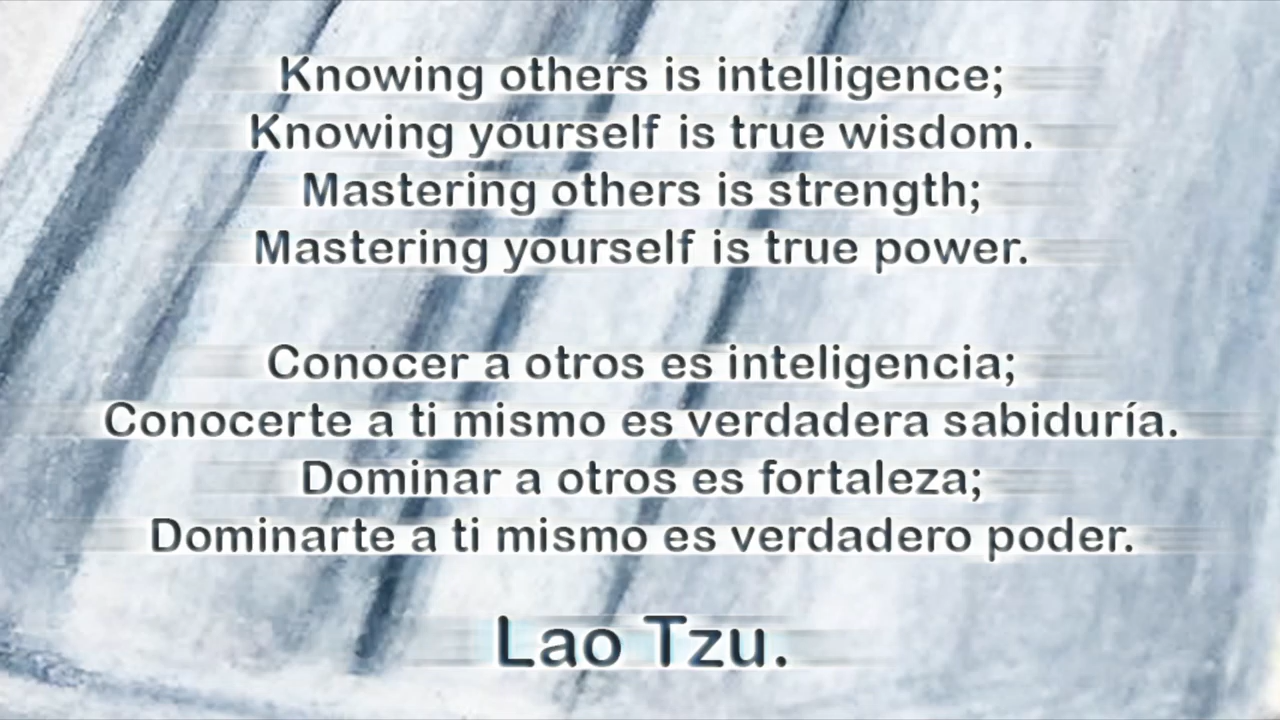 Knowing others is intelligence;
Knowing yourself is true wisdom.
Mastering others is strength;
Mastering yourself is true power.
Conocer a otros es inteligencia;
Conocerte a ti mismo es verdadera sabiduría.
Dominar a otros es fortaleza;
Dominarte a ti mismo es verdadero poder.
Lao Tzu.